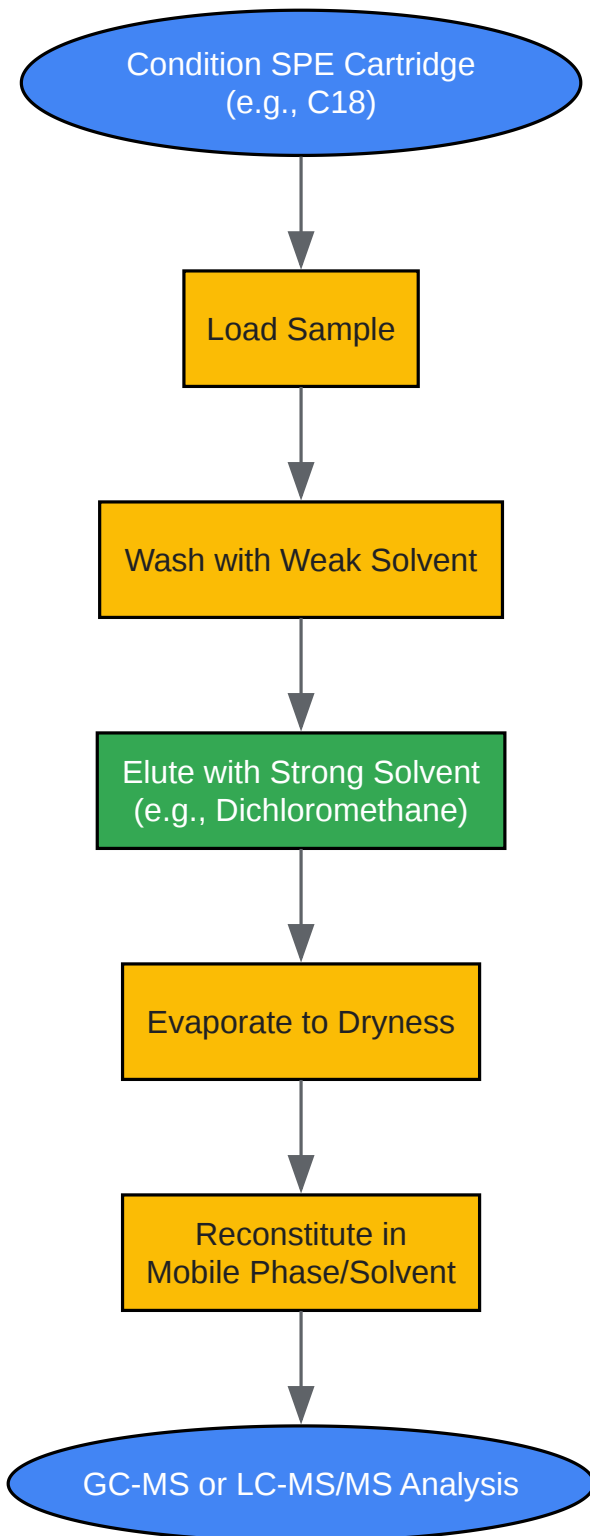 Condition SPE Cartridge
(e.g., C18)
Load Sample
Wash with Weak Solvent
Elute with Strong Solvent
(e.g., Dichloromethane)
Evaporate to Dryness
Reconstitute in
Mobile Phase/Solvent
GC-MS or LC-MS/MS Analysis